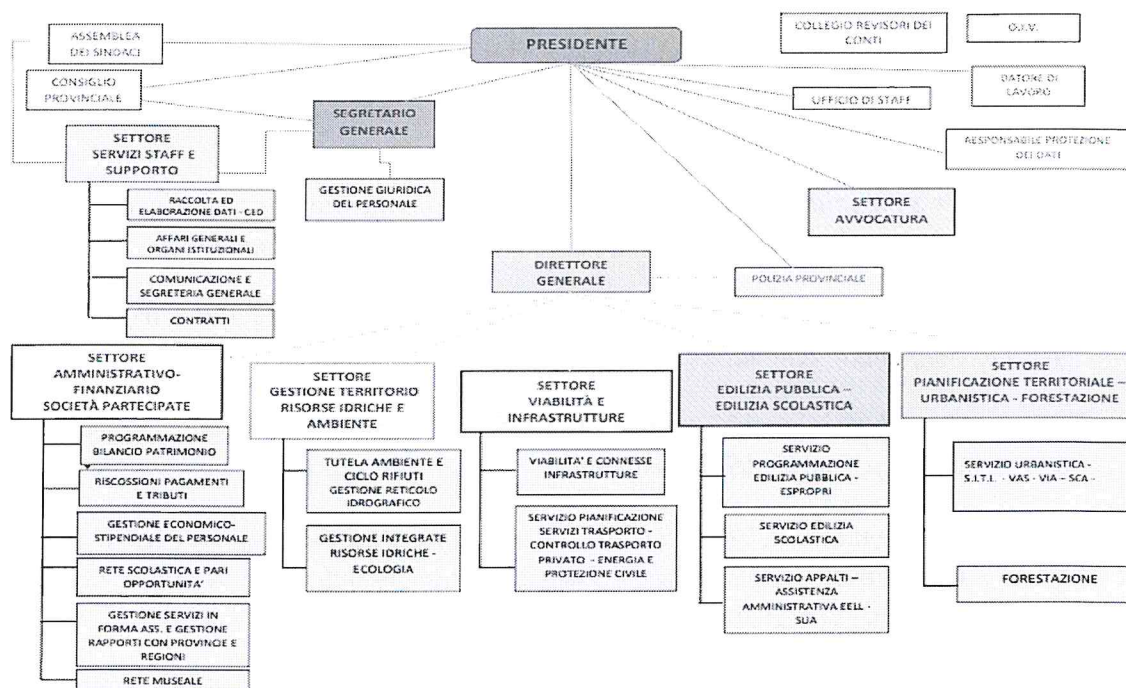 PRESIDENTE
ASSEMBLEA
DEI SINDACI
CONSIGLIO
PROVINCIALE
COLLEGIO REVISORI DEI
CONTI
O.I.V.
DATORE DI
LAVORO
UFFICIO DI STAFF
RESPONSABILE PROTEZIONE
DEI DATI
SEGRETARIO
GENERALE
GESTIONE GIURIDICA
DEL PERSONALE
SETTORE
AVVOCATURA
SETTORE
SERVIZI STAFF E
SUPPORTO
RACCOLTA ED
ELABORAZIONE DATI - CED
AFFARI GENERALI E
ORGANI ISTITUZIONALI
COMUNICAZIONE E
SEGRETERIA GENERALE
CONTRATTI
DIRETTORE
GENERALE
POLIZIA PROVINCIALE
SETTORE
AMMINISTRATIVO-
FINANZIARIO
SOCIETÀ PARTECIPATE
PROGRAMMAZIONE
BILANCIO PATRIMONIO
RISCOSSIONI PAGAMENTI
E TRIBUTI
GESTIONE ECONOMICO-
STIPENDIALE DEL PERSONALE
RETE SCOLASTICA E PARI
OPPORTUNITA'
GESTIONE SERVIZI IN
FORMA ASS. E GESTIONE
RAPPORTI CON PROVINCIE E
REGIONI
RETE MUSEALE
SETTORE
GESTIONE TERRITORIO
RISORSE IDRICHE E
AMBIENTE
TUTELA AMBIENTE E
CICLO RIFIUTI
GESTIONE RETICOLO
IDROGRAFICO
GESTIONE INTEGRATE
RISORSE IDRICHE -
ECOLOGIA
SETTORE
VIABILITÀ E
INFRASTRUTTURE
VIABILITA' E CONNESSE
INFRASTRUTTURE
SERVIZIO PIANIFICAZIONE
SERVIZI TRASPORTO -
CONTROLLO TRASPORTO
PRIVATO - ENERGIA E
PROTEZIONE CIVILE
SETTORE
EDILIZIA PUBBLICA –
EDILIZIA SCOLASTICA
SERVIZIO
PROGRAMMAZIONE
EDILIZIA PUBBLICA -
ESPROPRI
SERVIZIO EDILIZIA
SCOLASTICA
SERVIZIO APPALTI –
ASSISTENZA
AMMINISTRATIVA EELL -
SUA
SETTORE
PIANIFICAZIONE TERRITORIALE –
URBANISTICA - FORESTAZIONE
SERVIZIO URBANISTICA -
S.I.T.I. - VAS - VIA – SCA -
FORESTAZIONE